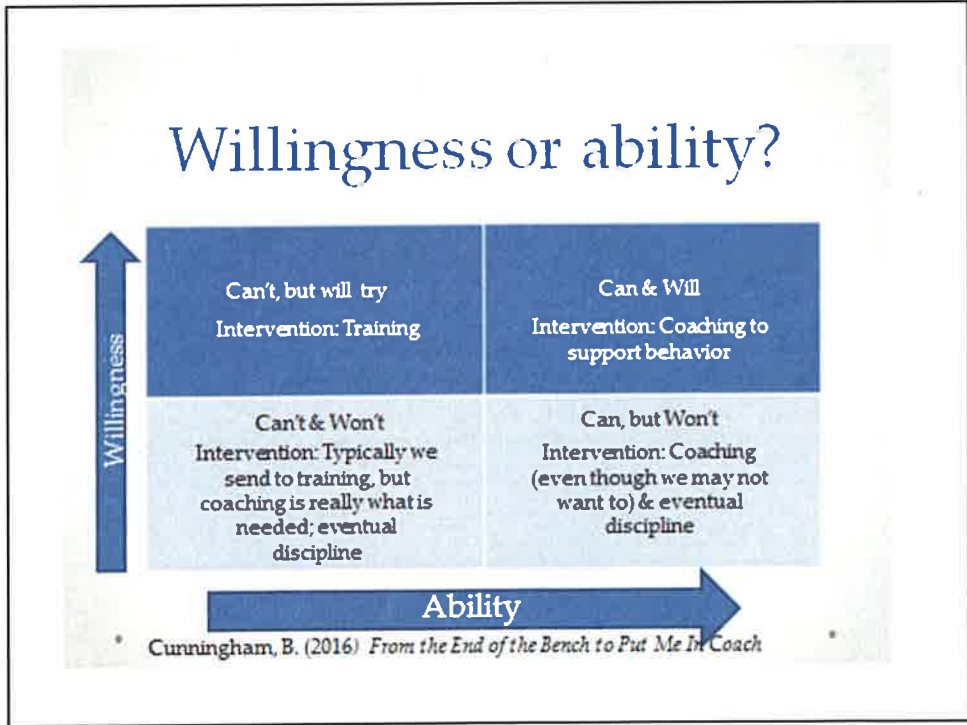 Willingness or ability?
Willingness
Can't, but will try
Intervention: Training
Can & Will
Intervention: Coaching to
support behavior
Can't & Won't
Intervention: Typically we
send to training, but
coaching is really what is
needed; eventual
discipline
Can, but Won't
Intervention: Coaching
(even though we may not
want to) & eventual
discipline
Ability
• Cunningham, B. (2016) From the End of the Bench to Put Me In Coach